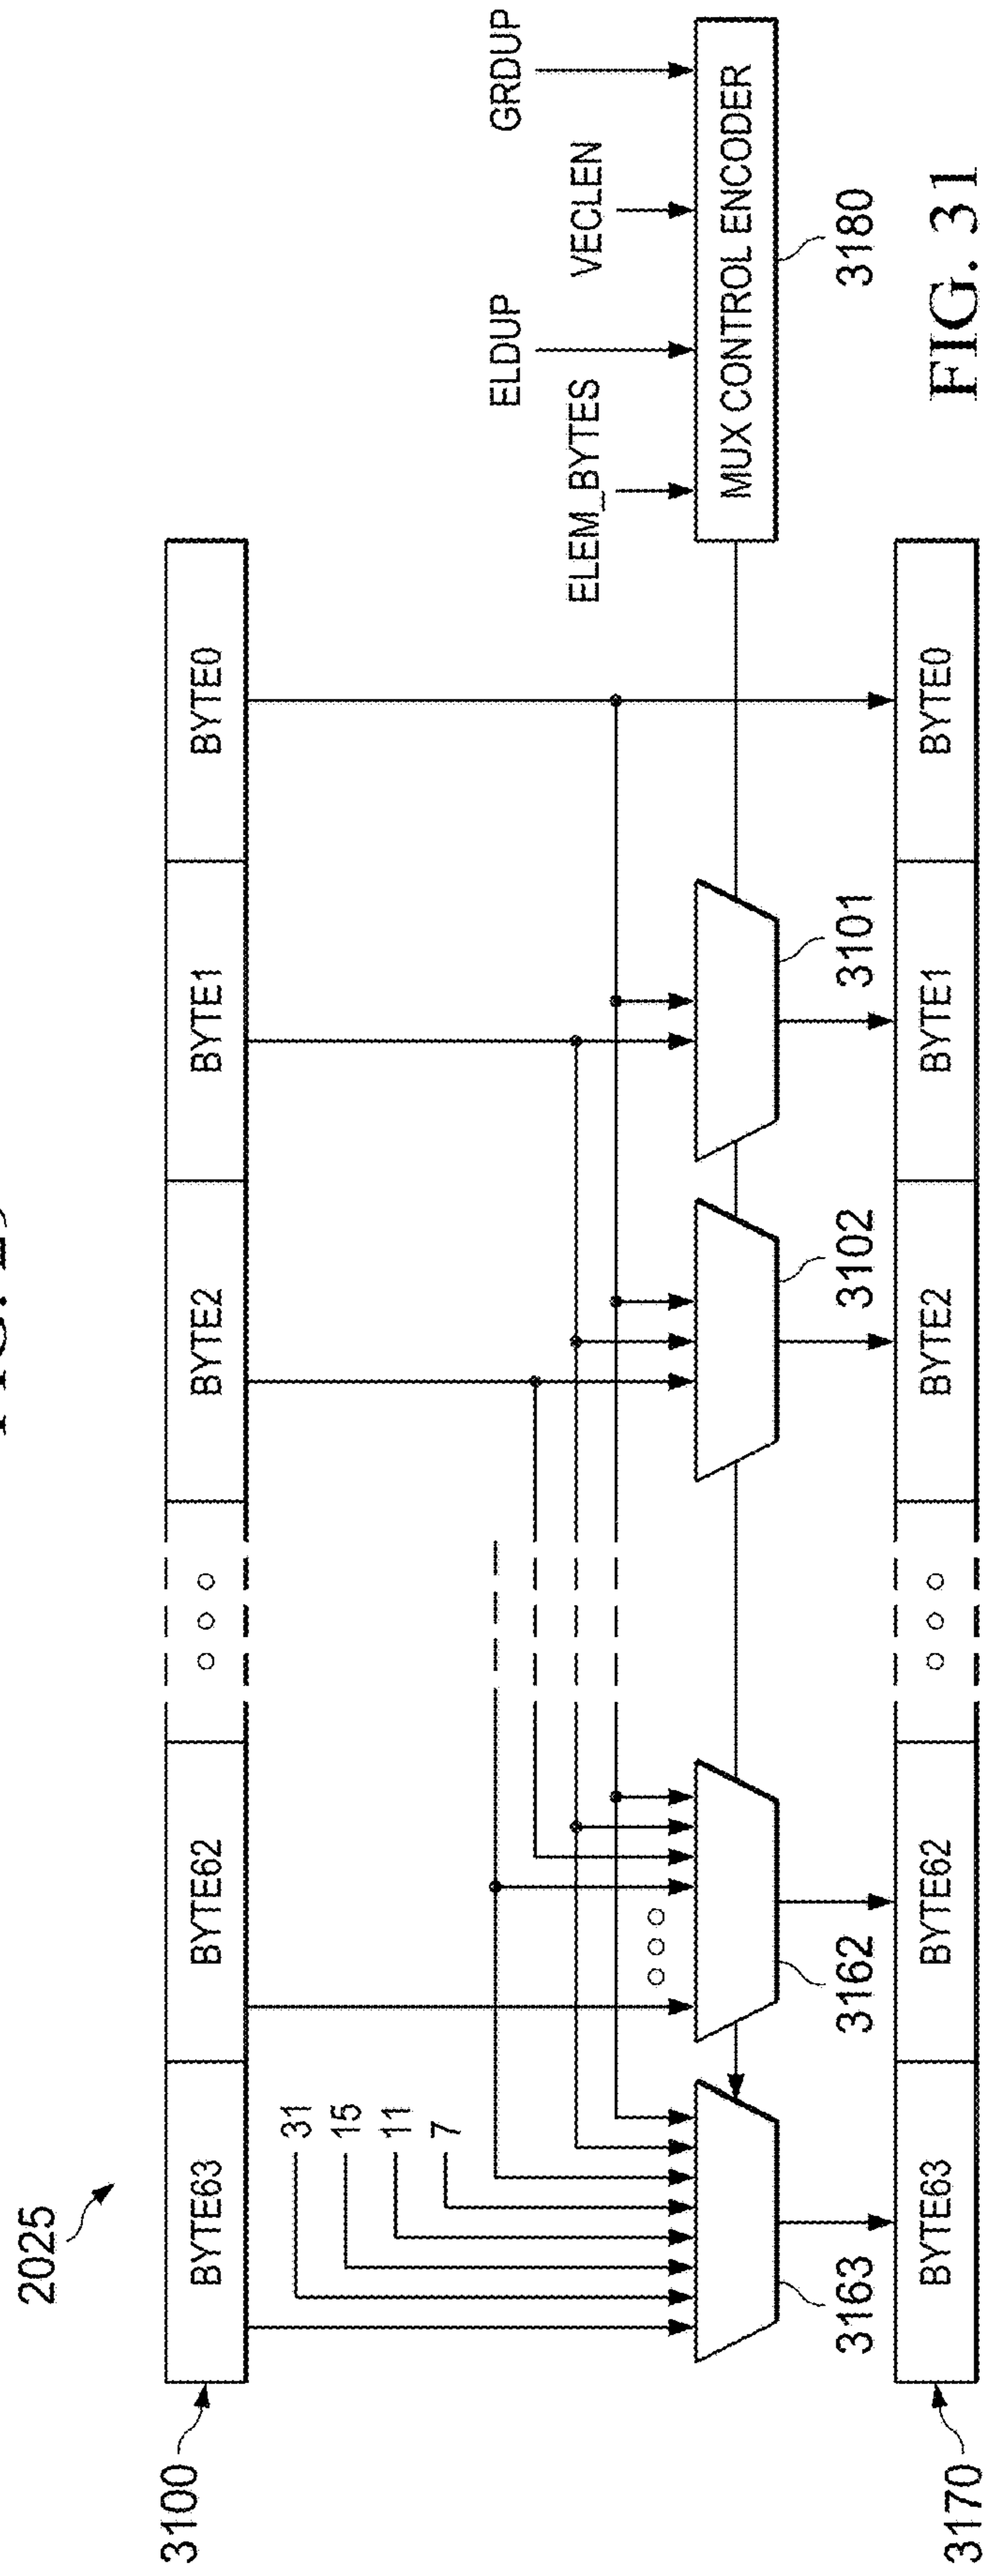 2025
3100 BYTE63 BYTE62 BYTE2 BYTE1 BYTE0
31
15
11
7
ELDUP GRDUP
ELEM_BYTES VECLEN
MUX CONTROL ENCODER
3163 3162 3102 3101 3180
3170 BYTE63 BYTE62 BYTE2 BYTE1 BYTE0
FIG. 31